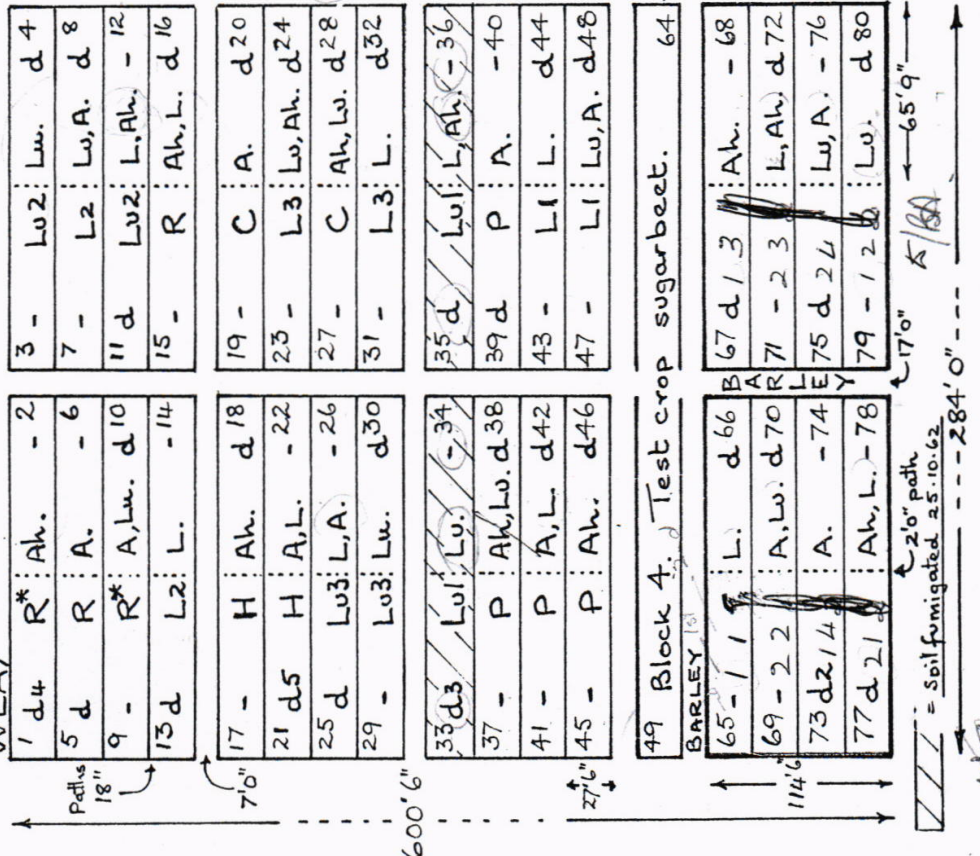 1 d4 R* Ah. - 2 3 - Lu2 Lu. d 4
5 d R A. - 6 7 - L2 Lu,A. d 8
9 - R* A,Lu. d10 11 d Lu2 L,Ah. - 12
13 d L2 L. - 14 15 - R Ah,L. d 16
Paths
18"
7'0"
17 - H Ah. d 18 19 - C A. d 20
21 d5 H A,L. - 22 23 - L3 Lu,Ah. d24
25 d Lu3 L,A. - 26 27 - C Ah,Lu. d28
29 - Lu3 Lu. d30 31 - L3 L. d32
600'6"
33 d3 Lu1 Lu. - 34 35 d Lu1 L,Ah. - 36
37 - P Ah,Lu. d38 39 d P A. - 40
41 - P A,L. d42 43 - L1 L. d44
45 - P Ah. d46 47 - L1 Lu,A. d48
27'6"
49 Block 4. Test crop sugarbeet. 64
BARLEY 1st
65 - 1 1 L. d 66 67 d 1 3 Ah. - 68
69 - 2 2 A,Lu. d 70 71 - 2 3 L,Ah. d 72
73 d 2 1 4 A. - 74 75 d 2 4 Lu,A. - 76
77 d 2 1 Ah,L. - 78 79 - 1 2 Lu. d 80
BARLEY
114'6"
2'0" path
17'0"
65'9"
= Soil fumigated 25.10.62
284'0"